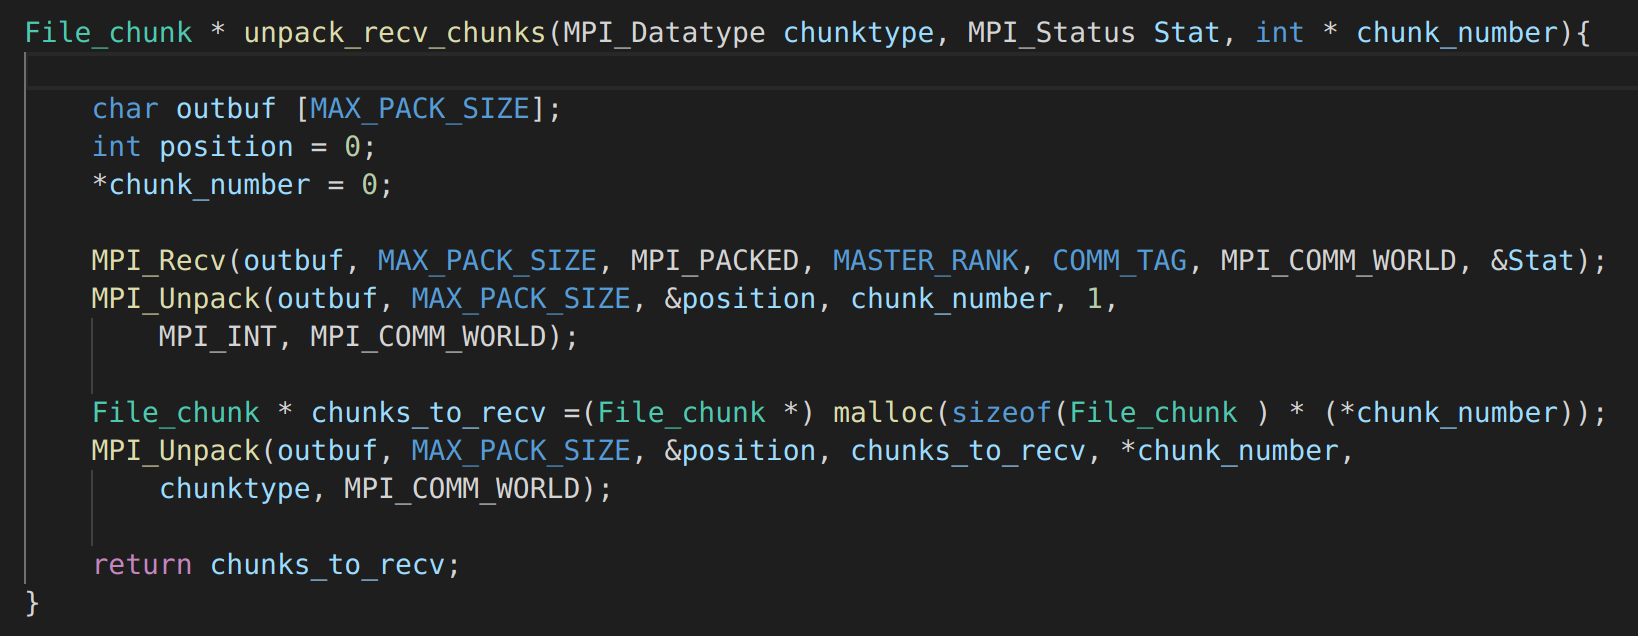 File_chunk * unpack_recv_chunks(MPI_Datatype chunktype, MPI_Status Stat, int * chunk_number){
char outbuf [MAX_PACK_SIZE];
int position = 0;
*chunk_number = 0;
MPI_Recv(outbuf, MAX_PACK_SIZE, MPI_PACKED, MASTER_RANK, COMM_TAG, MPI_COMM_WORLD, &Stat);
MPI_Unpack(outbuf, MAX_PACK_SIZE, &position, chunk_number, 1,
MPI_INT, MPI_COMM_WORLD);
File_chunk * chunks_to_recv =(File_chunk *) malloc(sizeof(File_chunk ) * (*chunk_number));
MPI_Unpack(outbuf, MAX_PACK_SIZE, &position, chunks_to_recv, *chunk_number,
chunktype, MPI_COMM_WORLD);
return chunks_to_recv;
}